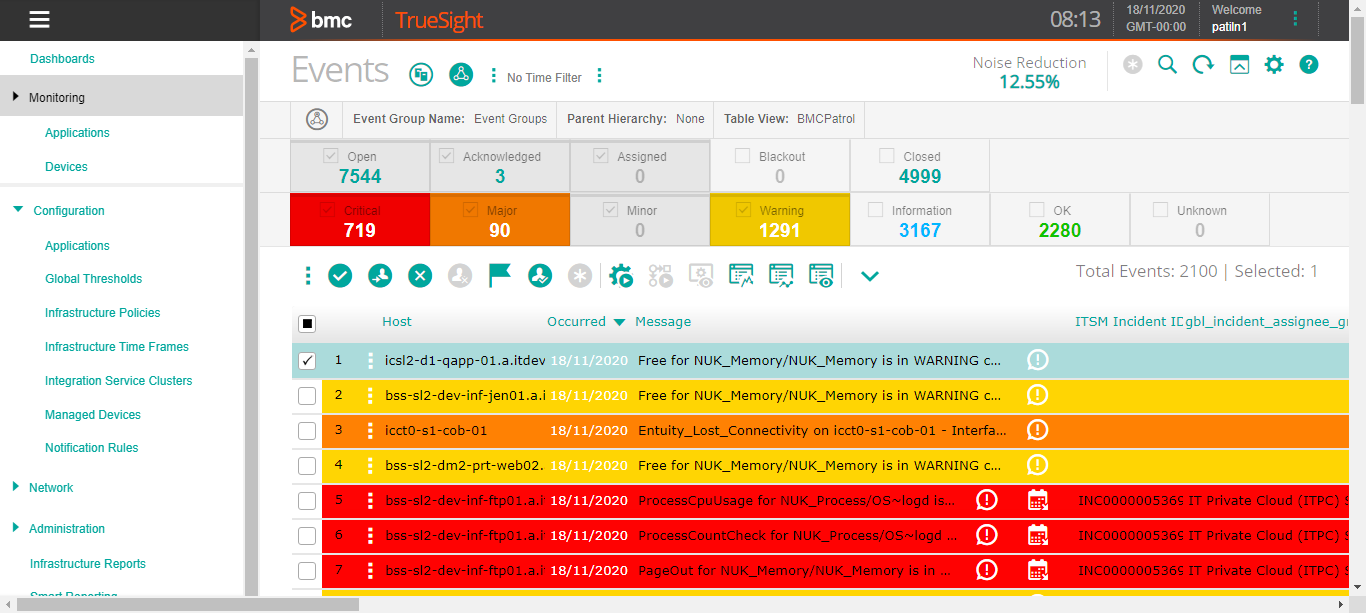 bmc TrueSight 08:13 18/11/2020 GMT-00:00 Welcome patiln1
Dashboards
Monitoring
Applications
Devices
Configuration
Applications
Global Thresholds
Infrastructure Policies
Infrastructure Time Frames
Integration Service Clusters
Managed Devices
Notification Rules
Network
Administration
Infrastructure Reports
Smart Reporting
Events No Time Filter Noise Reduction 12.55%
Event Group Name: Event Groups Parent Hierarchy: None Table View: BMCPatrol
Open Acknowledged Assigned Blackout Closed
7544 3 0 0 4999
Critical Major Minor Warning Information OK Unknown
719 90 0 1291 3167 2280 0
Total Events: 2100 | Selected: 1
Host Occurred Message ITSM Incident ID gbl_incident_assignee_gr
1 icsl2-d1-qapp-01.a.itdev 18/11/2020 Free for NUK_Memory/NUK_Memory is in WARNING c...
2 bss-sl2-dev-inf-jen01.a.i 18/11/2020 Free for NUK_Memory/NUK_Memory is in WARNING c...
3 icct0-s1-cob-01 18/11/2020 Entuity_Lost_Connectivity on icct0-s1-cob-01 - Interfa...
4 bss-sl2-dm2-prt-web02. 18/11/2020 Free for NUK_Memory/NUK_Memory is in WARNING c...
5 bss-sl2-dev-inf-ftp01.a.i 18/11/2020 ProcessCpuUsage for NUK_Process/OS~logd is... INC0000005369 IT Private Cloud (ITPC) S
6 bss-sl2-dev-inf-ftp01.a.i 18/11/2020 ProcessCountCheck for NUK_Process/OS~logd ... INC0000005369 IT Private Cloud (ITPC) S
7 bss-sl2-dev-inf-ftp01.a.i 18/11/2020 PageOut for NUK_Memory/NUK_Memory is in ... INC0000005369 IT Private Cloud (ITPC) S